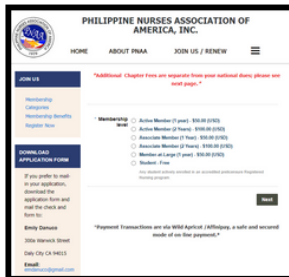 PHILIPPINE NURSES ASSOCIATION OF
AMERICA, INC.
HOME
ABOUT PNAA
JOIN US / RENEW
JOIN US
Membership
Categories
Membership Benefits
Register Now
DOWNLOAD
APPLICATION FORM
If you prefer to mail
in your application,
download the
application form and
mail the check and
form to:
Emily Danuco
Warwick Street
Daly City CA 94015
Email:
*Additional Chapter Fees are separate from your national dues; please see
next page. *
* Membership
level
Active Member (1 year) - $50.00 (USD)
Active Member (2 Years) - $100.00 (USD)
Associate Member (1 Year) - $50.00 (USD)
Associate Member (2 Years) - $100.00 (USD)
Member at Large (1 year) - $50.00 (USD)
Student - Free
Next
*Payment Transactions are via Wild Apricot /Affinipay, a safe and secured
mode of on line payment.*